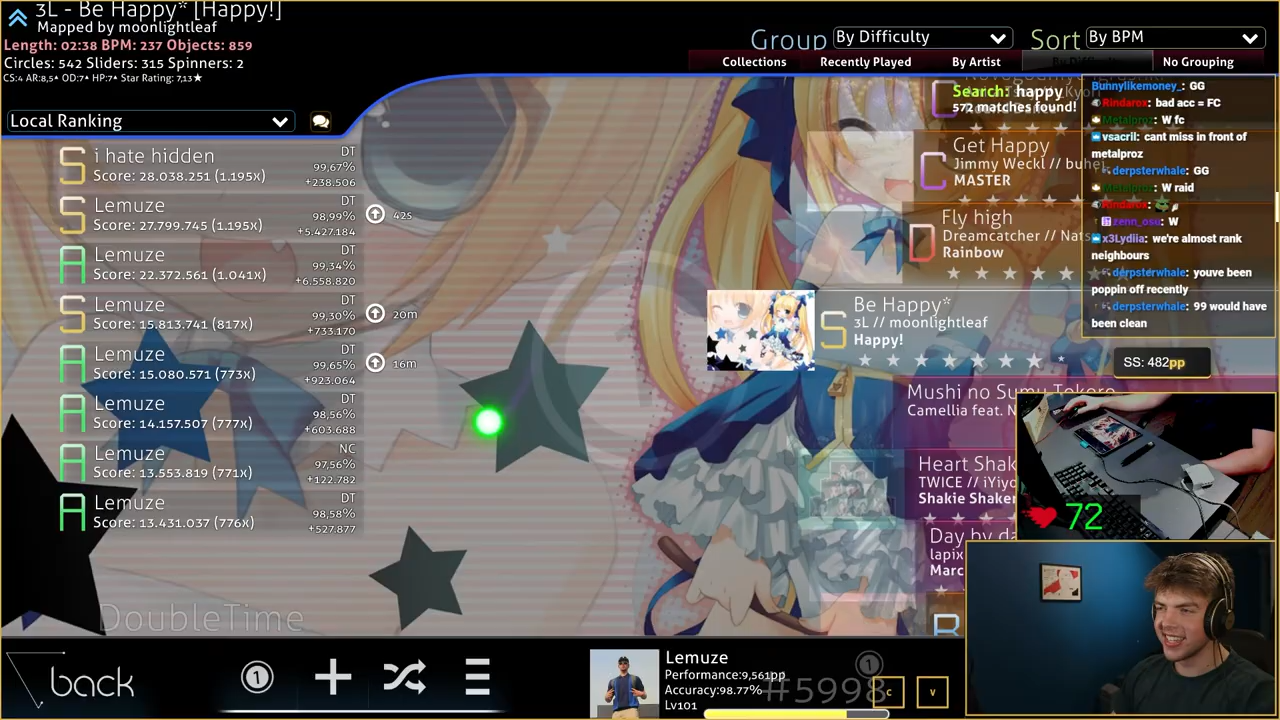 3L - Be Happy* [Happy!]
Mapped by moonlightleaf
Length: 02:38 BPM: 237 Objects: 859
Circles: 542 Sliders: 315 Spinners: 2
CS:4 AR:8,5▲ OD:7▲ HP:7▲ Star Rating: 7,13★
Group By Difficulty
Sort By BPM
Collections
Recently Played
By Artist
No Grouping
Local Ranking
Search: happy
572 matches found!
S i hate hidden
Score: 28.038.251 (1.195x)
DT
99,67%
+238.506
S Lemuze
Score: 27.799.745 (1.195x)
DT
98,99%
+5.427.184
42s
A Lemuze
Score: 22.372.561 (1.041x)
DT
99,34%
+6.558.820
S Lemuze
Score: 15.813.741 (817x)
DT
99,30%
+733.170
20m
A Lemuze
Score: 15.080.571 (773x)
DT
99,65%
+923.064
16m
A Lemuze
Score: 14.157.507 (777x)
DT
98,56%
+603.688
A Lemuze
Score: 13.553.819 (771x)
NC
97,56%
+122.782
A Lemuze
Score: 13.431.037 (776x)
DT
98,58%
+527.877
C Get Happy
Jimmy Weckl //
MASTER
D Fly high
Dreamcatcher //
Rainbow
S Be Happy*
3L // moonlightleaf
Happy!
Mushi no Sumu Tokoro
Camellia feat.
Heart Shak
TWICE // iYiyo
Shakie Shaker
Day by da
lapix
Marc
B
Bunnylikemoney_: GG
Rindarox: bad acc = FC
Metalproz: W fc
vsacril: cant miss in front of
metalproz
derpsterwhale: GG
Metalproz: W raid
Rindarox:
zenn_osu: W
x3Lydiia: we're almost rank
neighbours
derpsterwhale: youve been
poppin off recently
derpsterwhale: 99 would have
been clean
SS: 482pp
72
DoubleTime
back
1
Lemuze
Performance:9,561pp
Accuracy:98.77%
Lv101
#5998
1
C
V